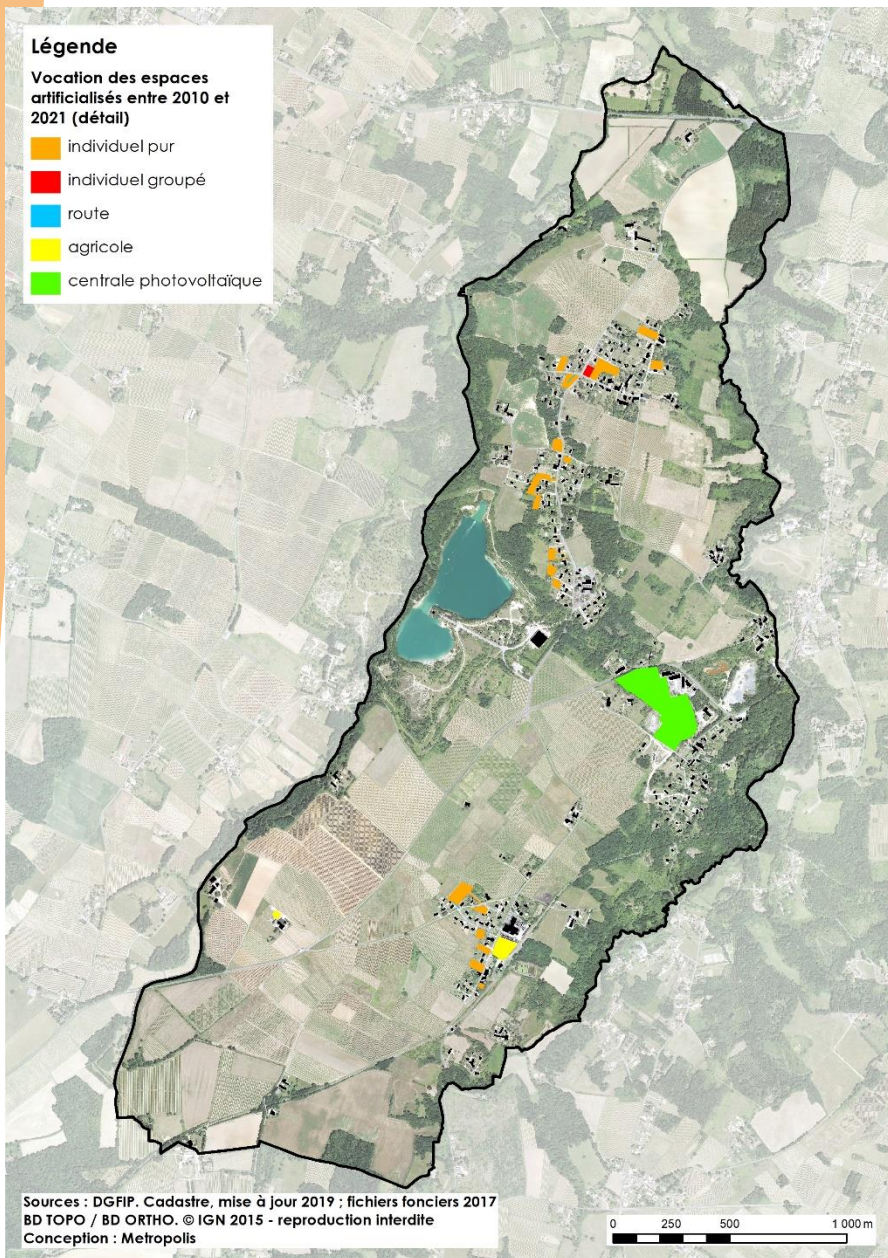 Légende
Vocation des espaces
artificialisés entre 2010 et
2021 (détail)
individuel pur
individuel groupé
route
agricole
centrale photovoltaïque
Sources : DGFIP. Cadastre, mise à jour 2019 ; fichiers fonciers 2017
BD TOPO / BD ORTHO. © IGN 2015 - reproduction interdite
Conception : Metropolis
0 250 500 1 000 m